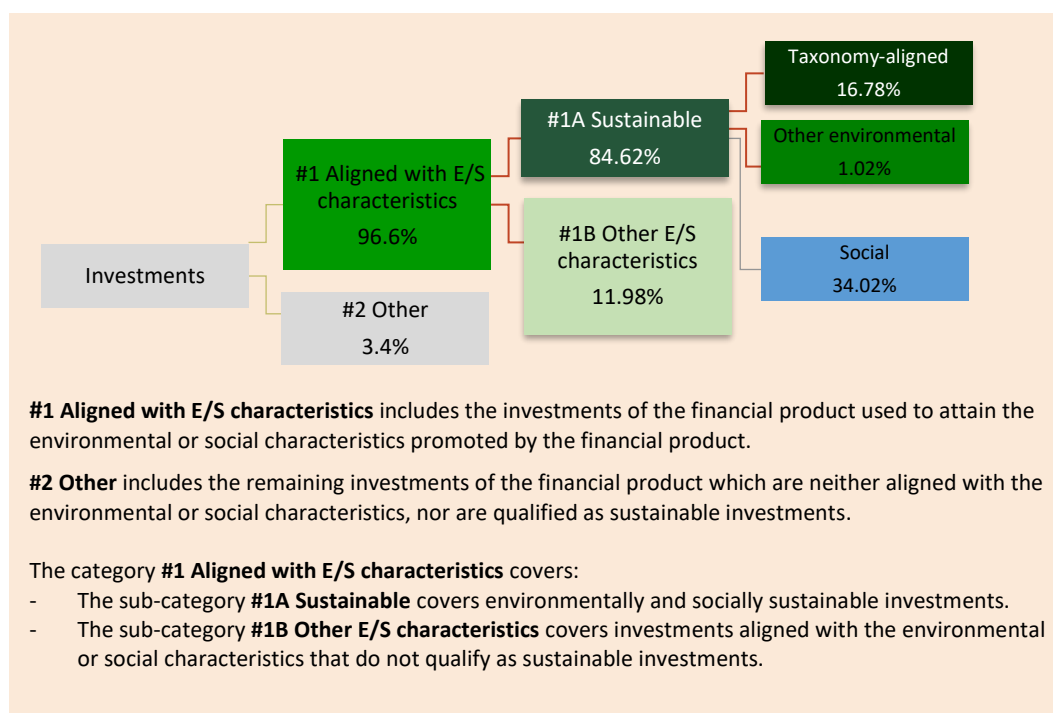 Taxonomy-aligned
16.78%
#1A Sustainable
84.62%
Other environmental
1.02%
#1 Aligned with E/S
characteristics
96.6%
#1B Other E/S
characteristics
11.98%
Social
34.02%
Investments
#2 Other
3.4%
#1 Aligned with E/S characteristics includes the investments of the financial product used to attain the
environmental or social characteristics promoted by the financial product.
#2 Other includes the remaining investments of the financial product which are neither aligned with the
environmental or social characteristics, nor are qualified as sustainable investments.
The category #1 Aligned with E/S characteristics covers:
- The sub-category #1A Sustainable covers environmentally and socially sustainable investments.
- The sub-category #1B Other E/S characteristics covers investments aligned with the environmental
or social characteristics that do not qualify as sustainable investments.